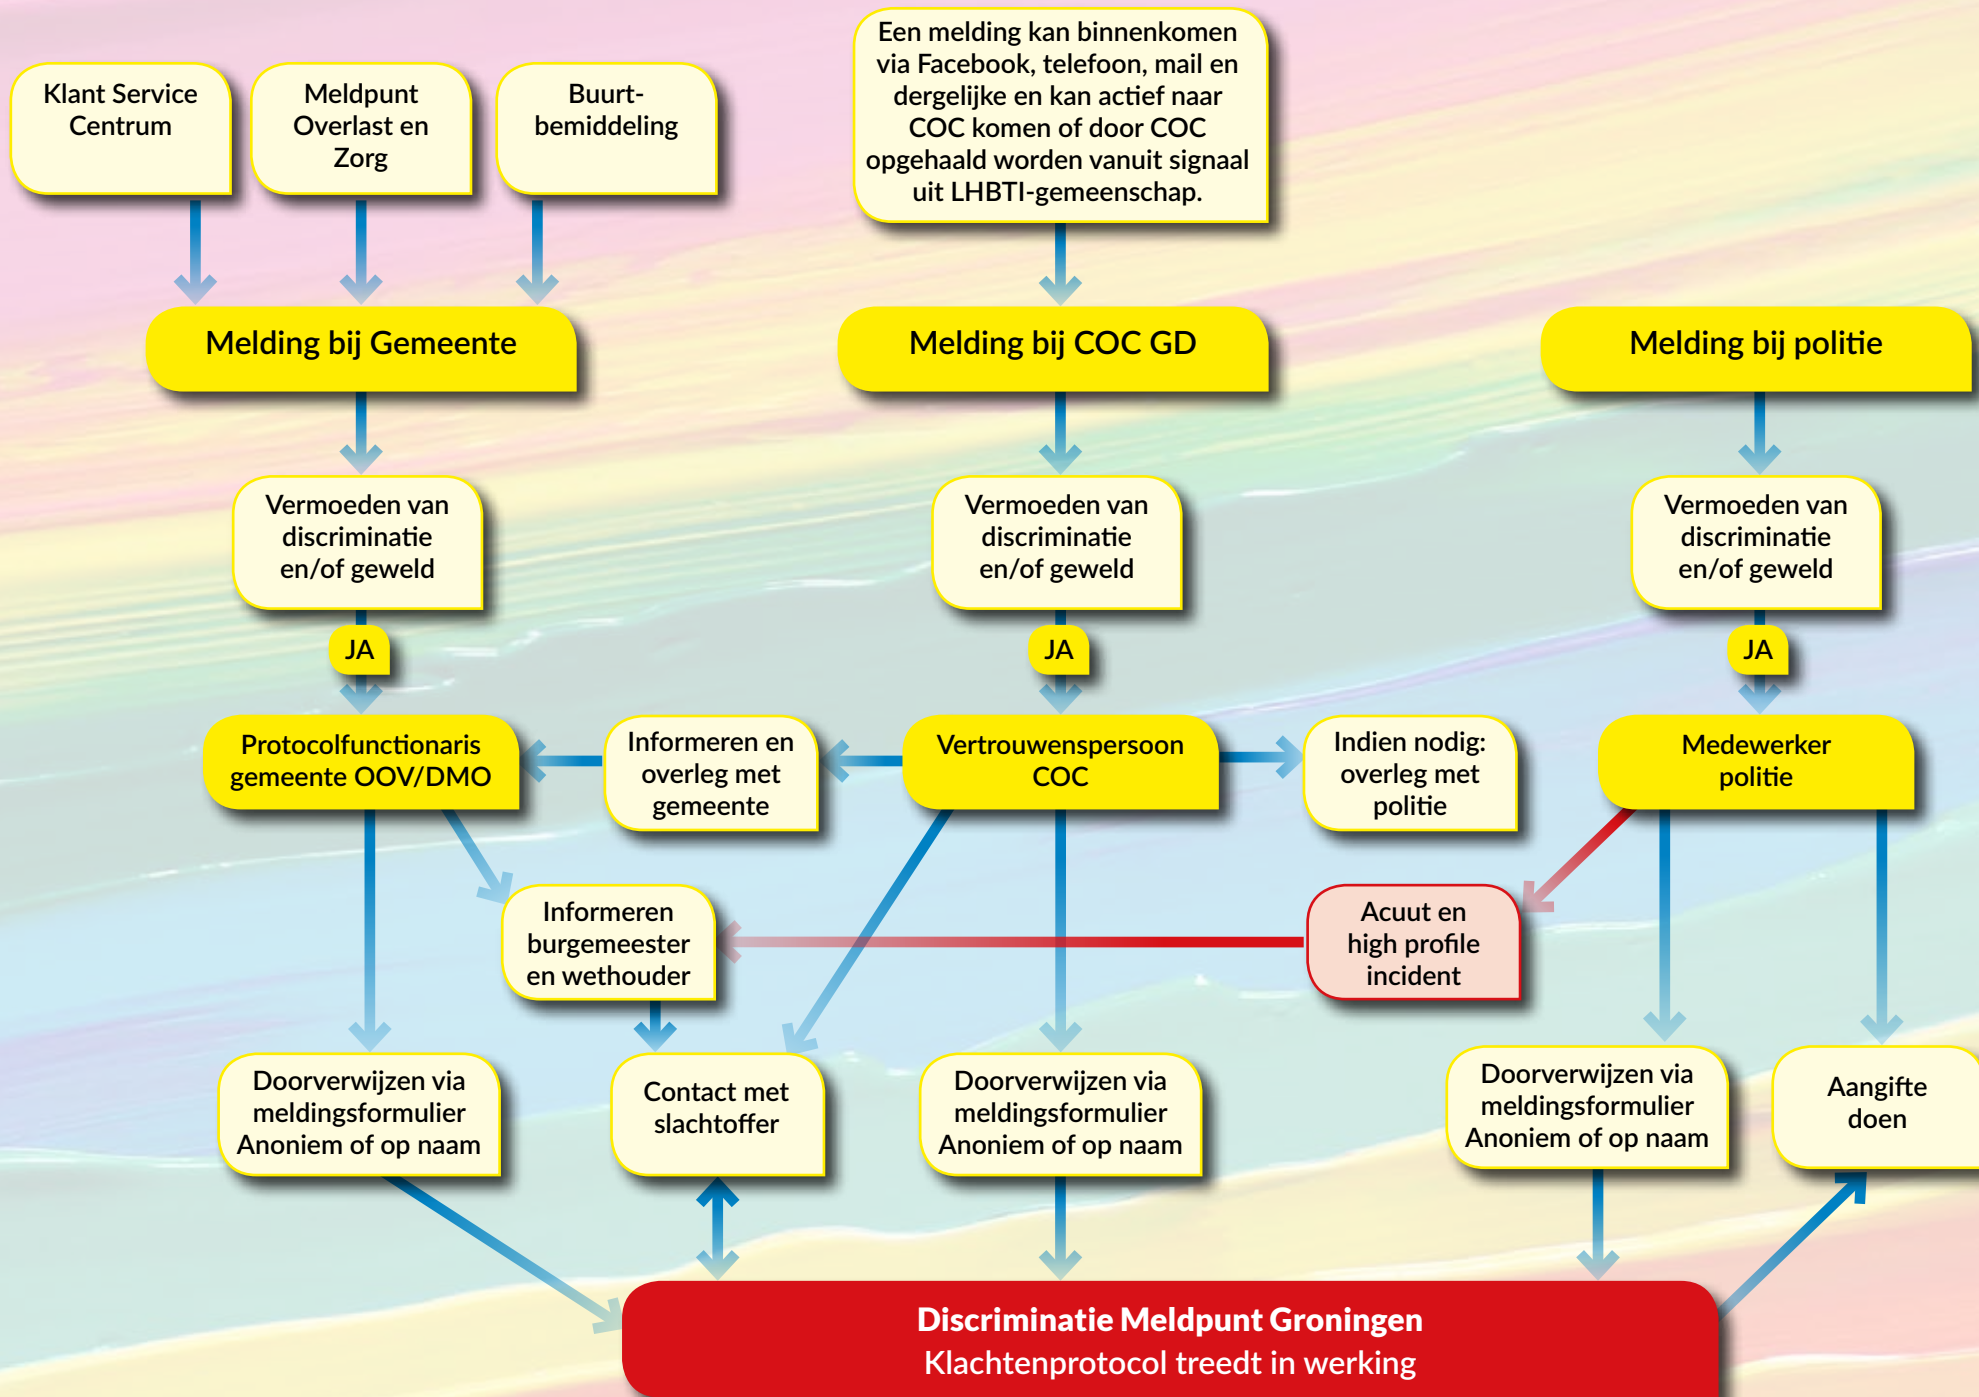 Klant Service
Centrum
Meldpunt
Overlast en
Zorg
Buurt-
bemiddeling
Een melding kan binnenkomen
via Facebook, telefoon, mail en
dergelijke en kan actief naar
COC komen of door COC
opgehaald worden vanuit signaal
uit LHBTI-gemeenschap.
Melding bij Gemeente
Melding bij COC GD
Melding bij politie
Vermoeden van
discriminatie
en/of geweld
Vermoeden van
discriminatie
en/of geweld
Vermoeden van
discriminatie
en/of geweld
JA
JA
JA
Protocolfunctionaris
gemeente OOV/DMO
Informeren en
overleg met
gemeente
Vertrouwenspersoon
COC
Indien nodig:
overleg met
politie
Medewerker
politie
Informeren
burgemeester
en wethouder
Acuut en
high profile
incident
Doorverwijzen via
meldingsformulier
Anoniem of op naam
Contact met
slachtoffer
Doorverwijzen via
meldingsformulier
Anoniem of op naam
Doorverwijzen via
meldingsformulier
Anoniem of op naam
Aangifte
doen
Discriminatie Meldpunt Groningen
Klachtenprotocol treedt in werking